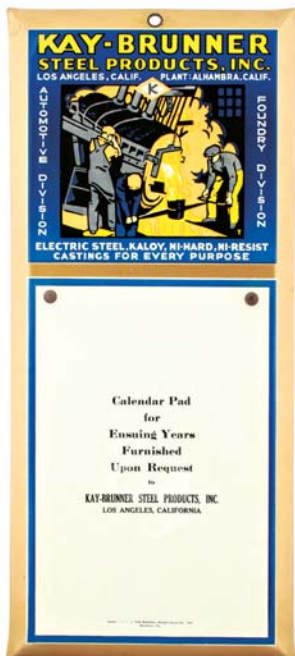 KAY-BRUNNER
STEEL PRODUCTS, INC.
LOS ANGELES, CALIF. PLANT: ALHAMBRA, CALIF.
K
AUTOMOTIVE DIVISION
FOUNDRY DIVISION
ELECTRIC STEEL, KALOY, NI-HARD, NI-RESIST
CASTINGS FOR EVERY PURPOSE
Calendar Pad
for
Ensuing Years
Furnished
Upon Request
to
KAY-BRUNNER STEEL PRODUCTS, INC.
LOS ANGELES, CALIFORNIA